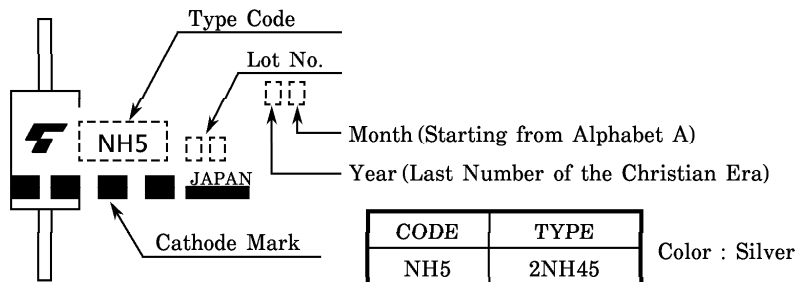 Type Code
Lot No.
NH5
Month (Starting from Alphabet A)
Year (Last Number of the Christian Era)
JAPAN
Cathode Mark
CODE TYPE
NH5 2NH45
Color : Silver